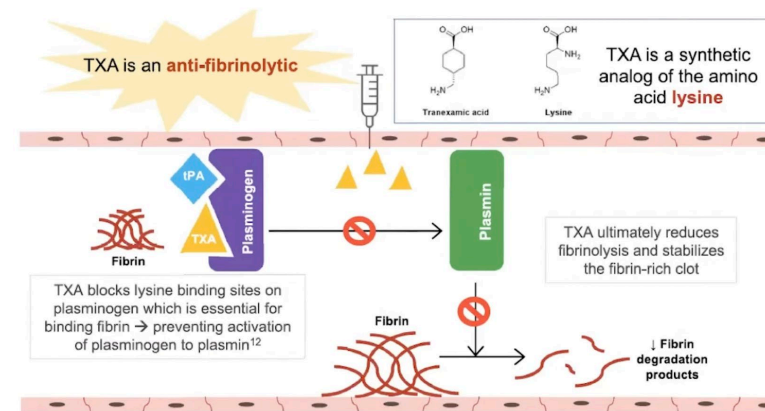 TXA is an anti-fibrinolytic
O
OH
H₂N
Tranexamic acid
O
OH
NH₂
H₂N
Lysine
TXA is a synthetic
analog of the amino
acid lysine
tPA
TXA
Plasminogen
Fibrin
Plasmin
TXA blocks lysine binding sites on
plasminogen which is essential for
binding fibrin → preventing activation
of plasminogen to plasmin¹²
TXA ultimately reduces
fibrinolysis and stabilizes
the fibrin-rich clot
Fibrin
↓ Fibrin
degradation
products